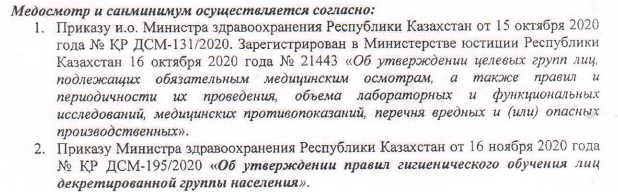 Медосмотр и санминимум осуществляется согласно:
1. Приказу и.о. Министра здравоохранения Республики Казахстан от 15 октября 2020
года № ҚР ДСМ-131/2020. Зарегистрирован в Министерстве юстиции Республики
Казахстан 16 октября 2020 года № 21443 «Об утверждении целевых групп лиц,
подлежащих обязательным медицинским осмотрам, а также правил и
периодичности их проведения, объема лабораторных и функциональных
исследований, медицинских противопоказаний, перечня вредных и (или) опасных
производственных».
2. Приказу Министра здравоохранения Республики Казахстан от 16 ноября 2020 года
№ ҚР ДСМ-195/2020 «Об утверждении правил гигиенического обучения лиц
декретированной группы населения».